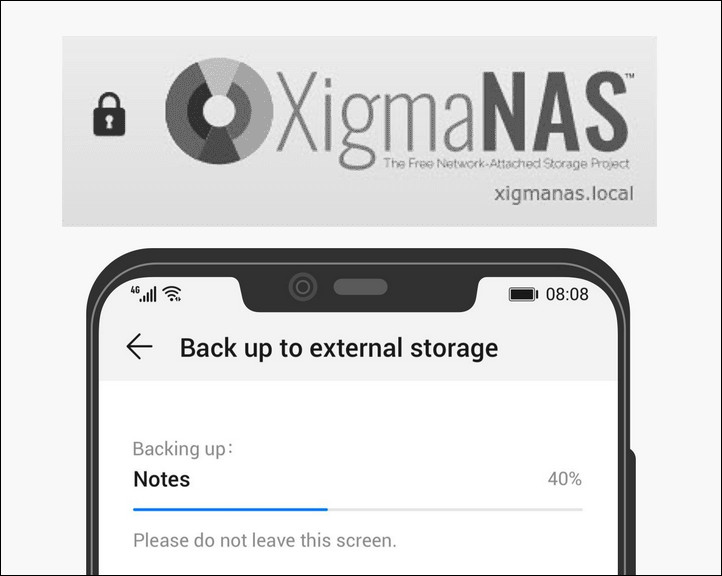 XigmaNAS™
The Free Network-Attached Storage Project
xigmanas.local
4G 08:08
Back up to external storage
Backing up:
Notes 40%
Please do not leave this screen.